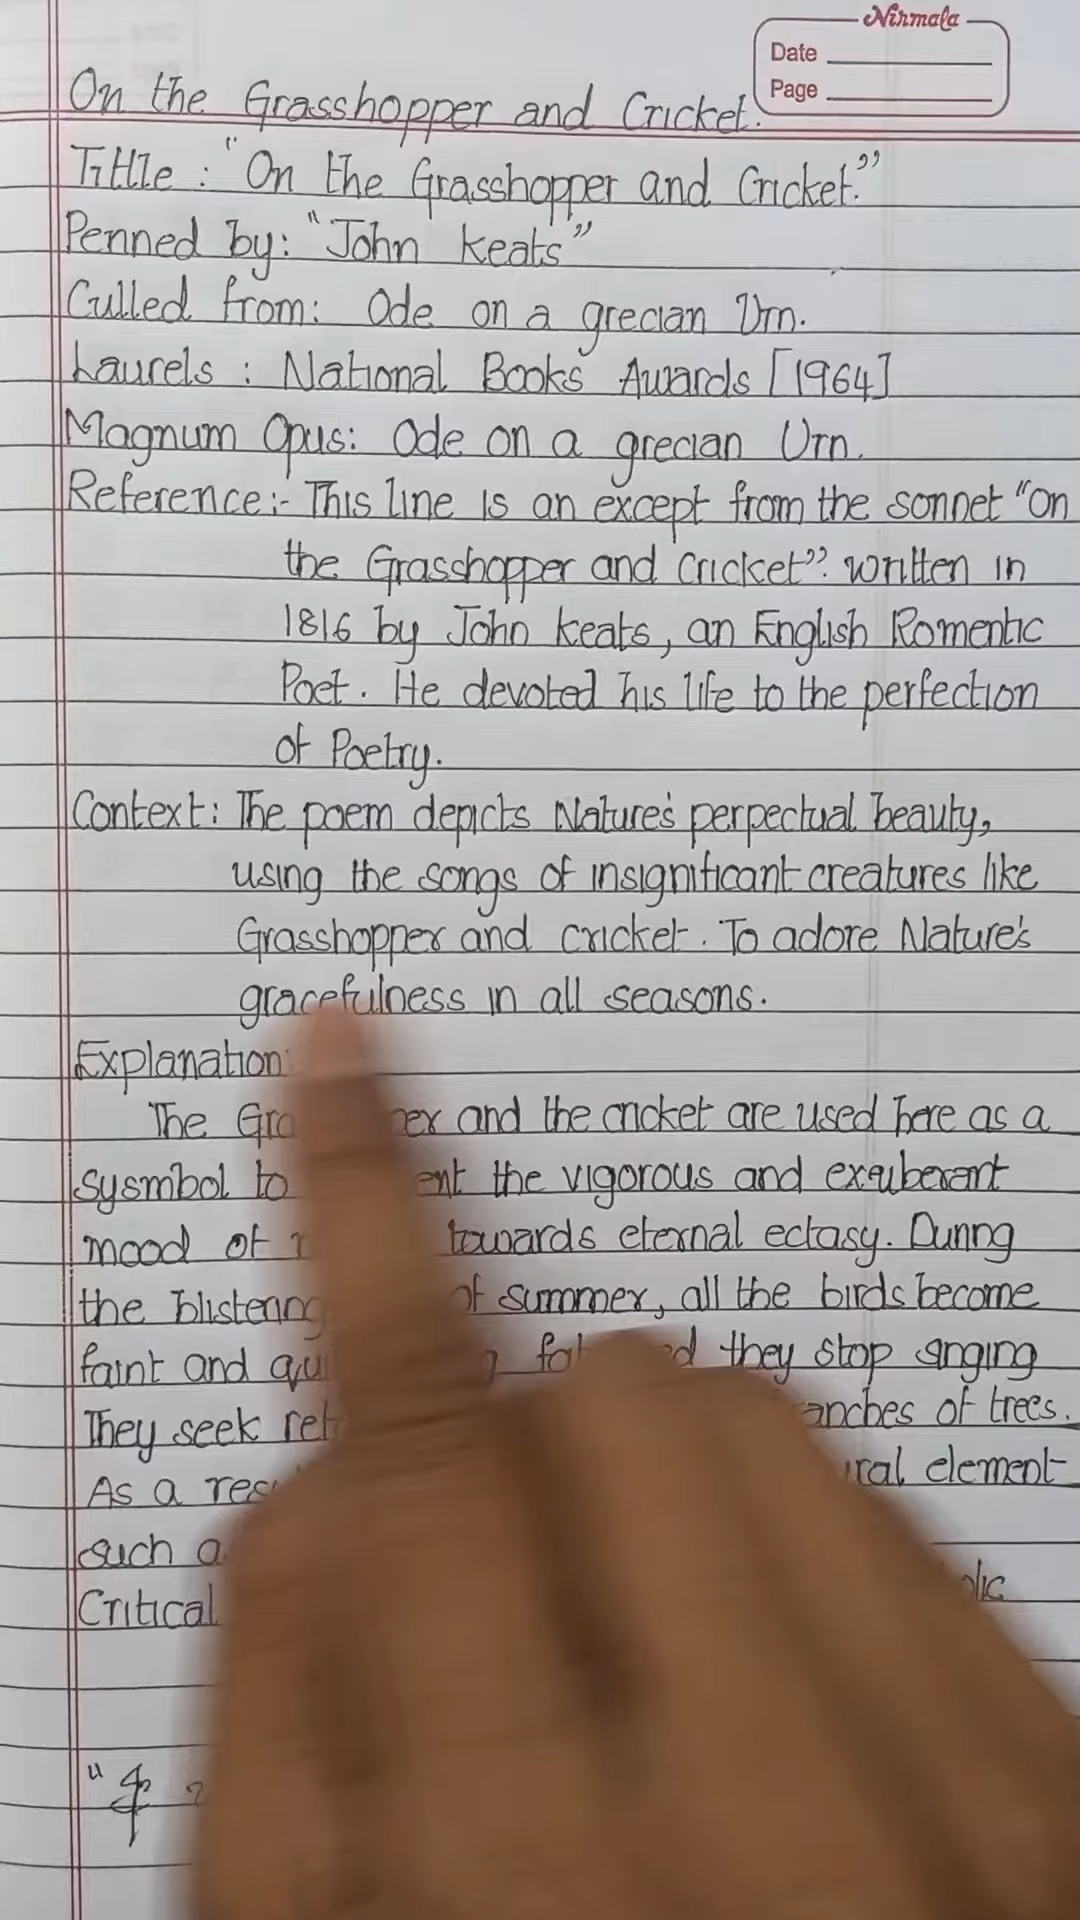 Nirmala
Date
Page
On the Grasshopper and Cricket.
Tittle : "On the Grasshopper and Cricket."
Penned by: "John Keats"
Culled from: Ode on a grecian Urn.
Laurels : National Books Awards [1964]
Magnum Opus: Ode on a grecian Urn.
Reference:- This line is an except from the sonnet "On
the Grasshopper and Cricket". written in
1816 by John Keats, an English Romentic
Poet. He devoted his life to the perfection
of Poetry.
Context: The poem depicts Nature's perpectual beauty,
using the songs of insignificant creatures like
Grasshopper and cricket. To adore Nature's
gracefulness in all seasons.
Explanation
The and the cricket are used here as a
sysmbol to the vigorous and exauberant
mood of towards eternal ectasy. During
the blistering of summer, all the birds become
faint and they stop singing
They seek of trees.
As a element
such
Critical